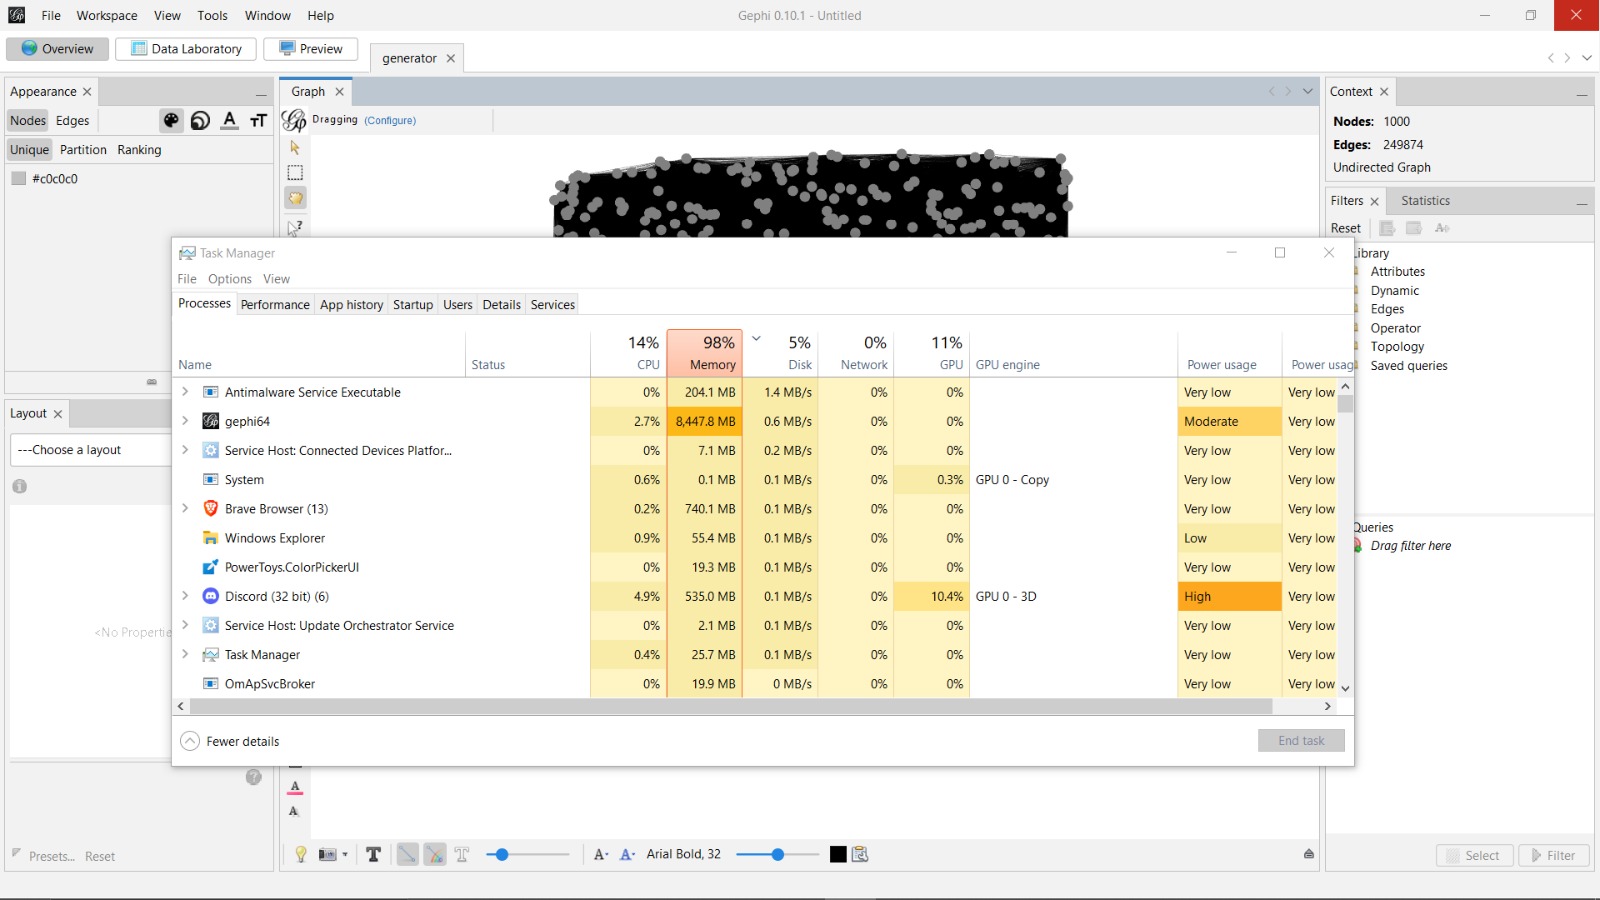 File Workspace View Tools Window Help
Gephi 0.10.1 - Untitled
Overview Data Laboratory Preview
generator
Appearance
Nodes Edges
Unique Partition Ranking
#c0c0c0
Graph
Dragging (Configure)
Context
Nodes: 1000
Edges: 249874
Undirected Graph
Filters Statistics
Reset
Library
Attributes
Dynamic
Edges
Operator
Topology
Saved queries
Queries
Drag filter here
Select Filter
Layout
---Choose a layout
<No Propertie
Presets... Reset
Task Manager
File Options View
Processes Performance App history Startup Users Details Services
14% 98% 5% 0% 11%
Name Status CPU Memory Disk Network GPU GPU engine Power usage Power usag
Antimalware Service Executable 0% 204.1 MB 1.4 MB/s 0% 0% Very low Very low
gephi64 2.7% 8,447.8 MB 0.6 MB/s 0% 0% Moderate Very low
Service Host: Connected Devices Platfor... 0% 7.1 MB 0.2 MB/s 0% 0% Very low Very low
System 0.6% 0.1 MB 0.1 MB/s 0% 0.3% GPU 0 - Copy Very low Very low
Brave Browser (13) 0.2% 740.1 MB 0.1 MB/s 0% 0% Very low Very low
Windows Explorer 0.9% 55.4 MB 0.1 MB/s 0% 0% Low Very low
PowerToys.ColorPickerUI 0% 19.3 MB 0.1 MB/s 0% 0% Very low Very low
Discord (32 bit) (6) 4.9% 535.0 MB 0.1 MB/s 0% 10.4% GPU 0 - 3D High Very low
Service Host: Update Orchestrator Service 0% 2.1 MB 0.1 MB/s 0% 0% Very low Very low
Task Manager 0.4% 25.7 MB 0.1 MB/s 0% 0% Very low Very low
OmApSvcBroker 0% 19.9 MB 0 MB/s 0% 0% Very low Very low
Fewer details End task
Arial Bold, 32